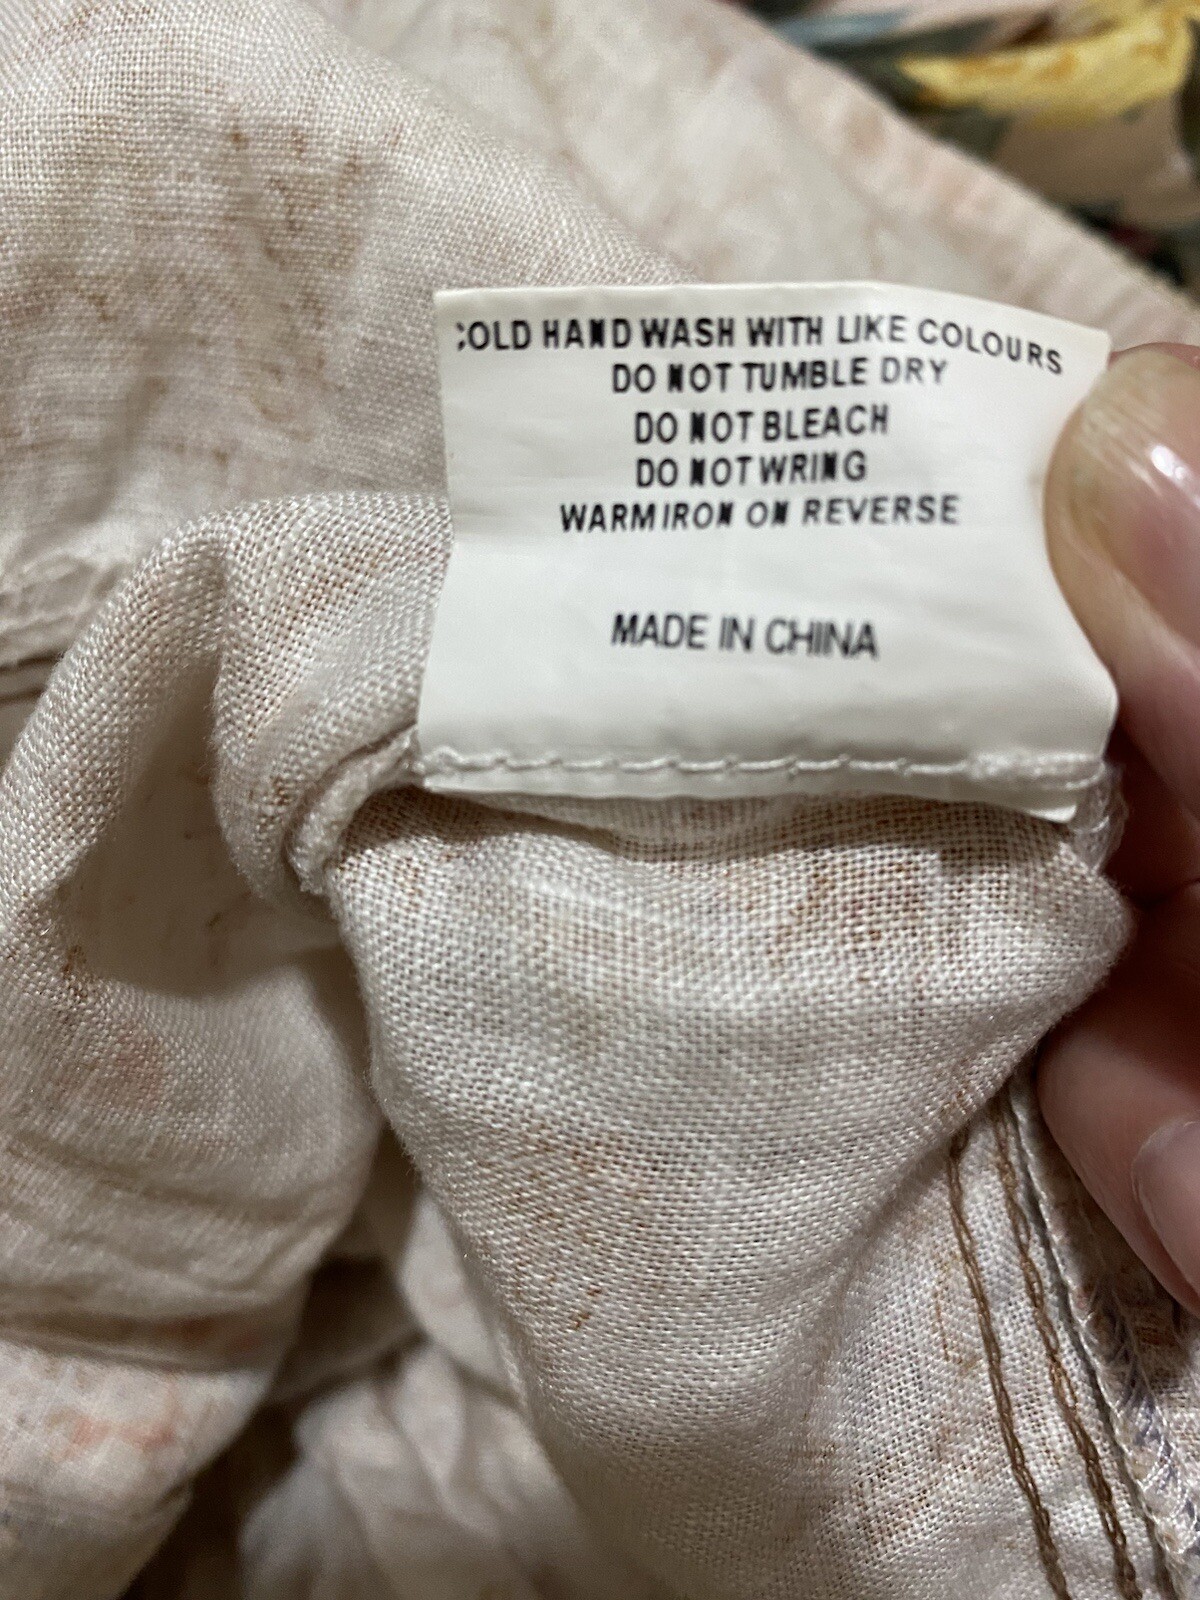 COLD HAND WASH WITH LIKE COLOURS
DO NOT TUMBLE DRY
DO NOT BLEACH
DO NOT WRING
WARM IRON ON REVERSE
MADE IN CHINA